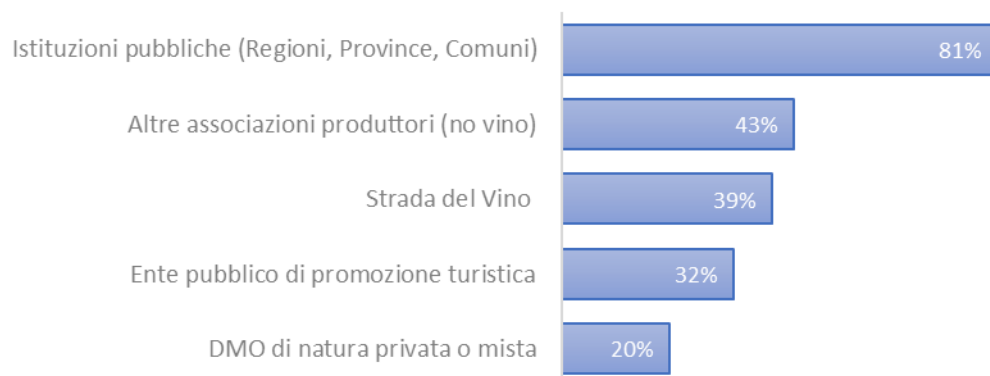 Istituzioni pubbliche (Regioni, Province, Comuni) 81%
Altre associazioni produttori (no vino) 43%
Strada del Vino 39%
Ente pubblico di promozione turistica 32%
DMO di natura privata o mista 20%